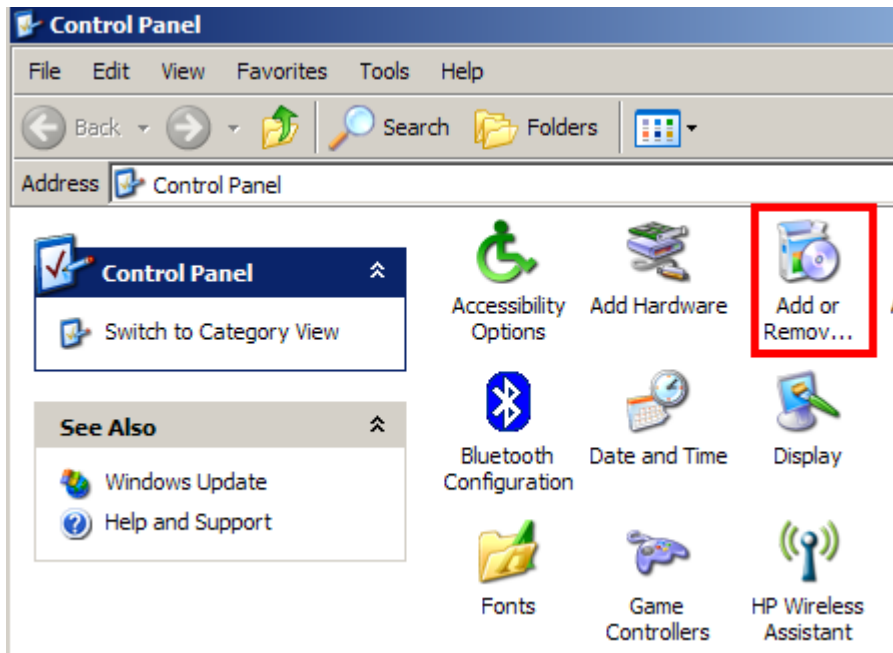 Control Panel
File Edit View Favorites Tools Help
Back Search Folders
Address Control Panel
Control Panel
Switch to Category View
See Also
Windows Update
Help and Support
Accessibility
Options
Add Hardware
Add or
Remov...
Bluetooth
Configuration
Date and Time
Display
Fonts
Game
Controllers
HP Wireless
Assistant